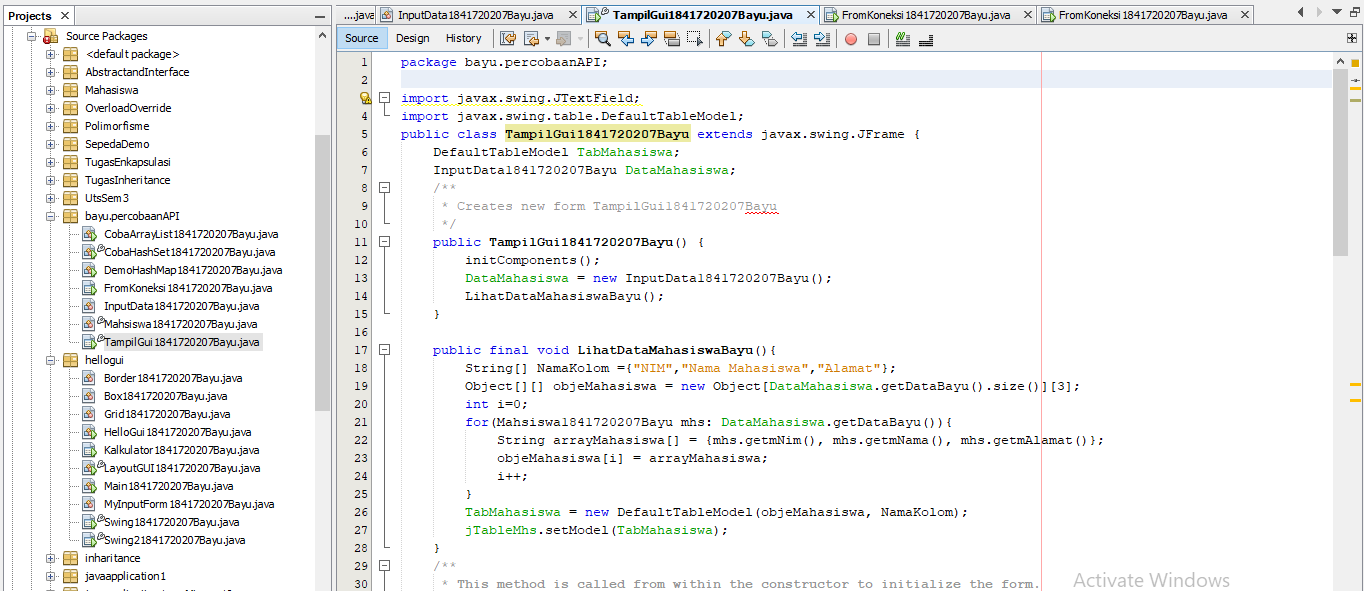 Projects
Source Packages
<default package>
AbstractandInterface
Mahasiswa
OverloadOverride
Polimorfisme
SepedaDemo
TugasEnkapsulasi
TugasInheritance
UtsSem3
bayu.percobaanAPI
CobaArrayList1841720207Bayu.java
CobaHashSet1841720207Bayu.java
DemoHashMap1841720207Bayu.java
FromKoneksi1841720207Bayu.java
InputData1841720207Bayu.java
Mahsiswa1841720207Bayu.java
TampilGui1841720207Bayu.java
hellogui
Border1841720207Bayu.java
Box1841720207Bayu.java
Grid1841720207Bayu.java
HelloGui1841720207Bayu.java
Kalkulator1841720207Bayu.java
LayoutGUI1841720207Bayu.java
Main1841720207Bayu.java
MyInputForm1841720207Bayu.java
Swing1841720207Bayu.java
Swing21841720207Bayu.java
inharitance
javaapplication1
....java InputData1841720207Bayu.java TampilGui1841720207Bayu.java FromKoneksi1841720207Bayu.java FromKoneksi1841720207Bayu.java
Source Design History
1 package bayu.percobaanAPI;
2
import javax.swing.JTextField;
4 import javax.swing.table.DefaultTableModel;
5 public class TampilGui1841720207Bayu extends javax.swing.JFrame {
6 DefaultTableModel TabMahasiswa;
7 InputData1841720207Bayu DataMahasiswa;
8 /**
9 * Creates new form TampilGui1841720207Bayu
10 */
11 public TampilGui1841720207Bayu() {
12 initComponents();
13 DataMahasiswa = new InputData1841720207Bayu();
14 LihatDataMahasiswaBayu();
15 }
16
17 public final void LihatDataMahasiswaBayu(){
18 String[] NamaKolom ={"NIM","Nama Mahasiswa","Alamat"};
19 Object[][] objeMahasiswa = new Object[DataMahasiswa.getDataBayu().size()][3];
20 int i=0;
21 for(Mahsiswa1841720207Bayu mhs: DataMahasiswa.getDataBayu()){
22 String arrayMahasiswa[] = {mhs.getmNim(), mhs.getmNama(), mhs.getmAlamat()};
23 objeMahasiswa[i] = arrayMahasiswa;
24 i++;
25 }
26 TabMahasiswa = new DefaultTableModel(objeMahasiswa, NamaKolom);
27 jTableMhs.setModel(TabMahasiswa);
28 }
29 /**
30 * This method is called from within the constructor to initialize the form.
Activate Windows